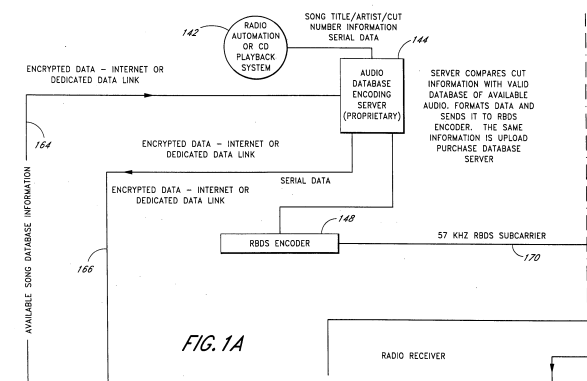 SONG TITLE/ARTIST/CUT
NUMBER INFORMATION
SERIAL DATA
142
RADIO
AUTOMATION
OR CD
PLAYBACK
SYSTEM
144
ENCRYPTED DATA – INTERNET OR
DEDICATED DATA LINK
AUDIO
DATABASE
ENCODING
SERVER
(PROPRIETARY)
SERVER COMPARES CUT
INFORMATION WITH VALID
DATABASE OF AVAILABLE
AUDIO. FORMATS DATA AND
SENDS IT TO RBDS
ENCODER. THE SAME
INFORMATION IS UPLOAD
PURCHASE DATABASE
SERVER
164
ENCRYPTED DATA – INTERNET OR
DEDICATED DATA LINK
SERIAL DATA
ENCRYPTED DATA – INTERNET OR
DEDICATED DATA LINK
AVAILABLE SONG DATABASE INFORMATION
148
RBDS ENCODER
57 KHZ RBDS SUBCARRIER
170
166
FIG. 1A
RADIO RECEIVER